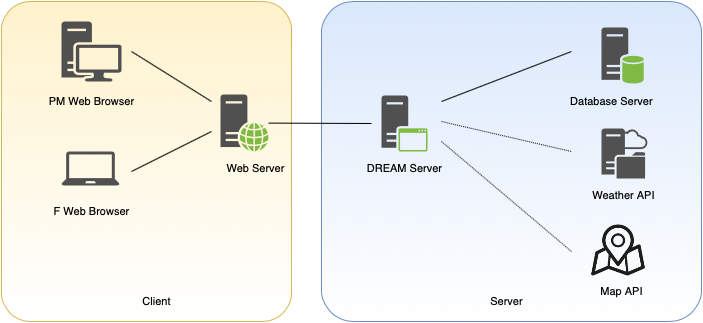 PM Web Browser
F Web Browser
Web Server
Client
DREAM Server
Database Server
Weather API
Map API
Server